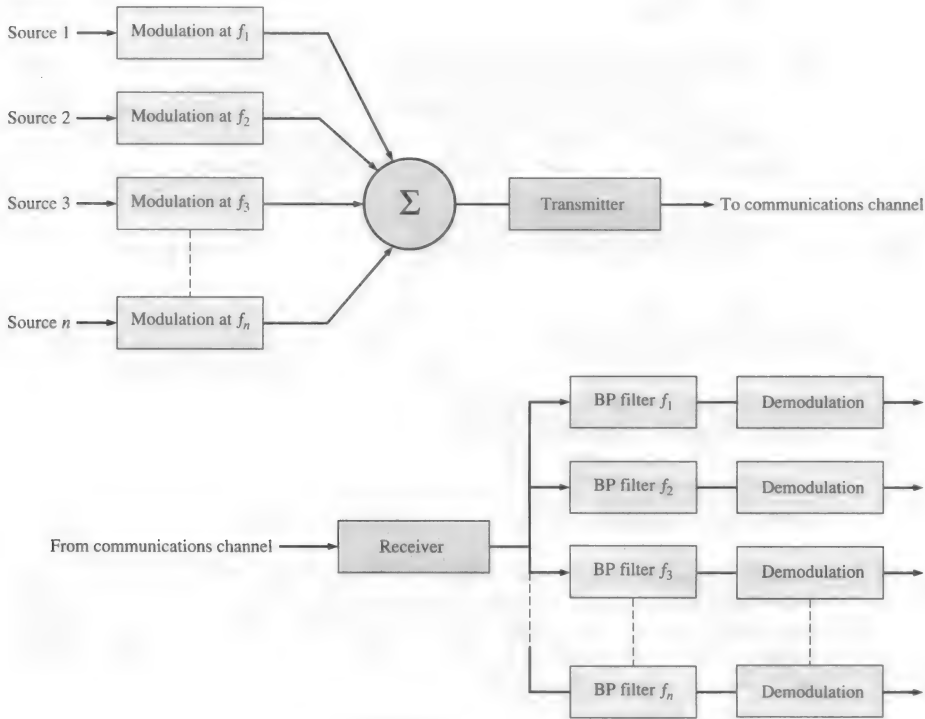 Source 1 Modulation at f₁
Source 2 Modulation at f₂
Source 3 Modulation at f₃
Σ Transmitter To communications channel
Source n Modulation at fₙ
BP filter f₁ Demodulation
BP filter f₂ Demodulation
From communications channel Receiver
BP filter f₃ Demodulation
BP filter fₙ Demodulation